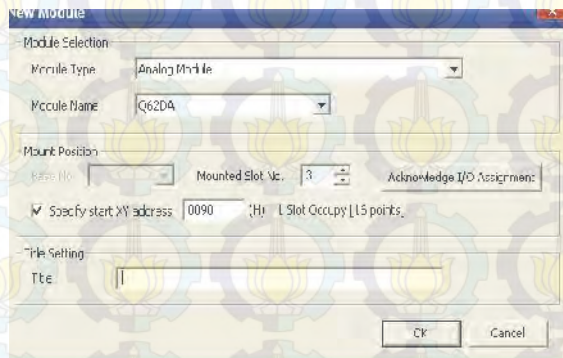 New Module
Module Selection
Module Type Analog Module
Module Name Q62DA
Mount Position
Base No. Mounted Slot No. 3 Acknowledge I/O Assignment
Specify start XY address 0090 (H) 1 Slot Occupy [16 points]
Title Setting
Title
OK Cancel